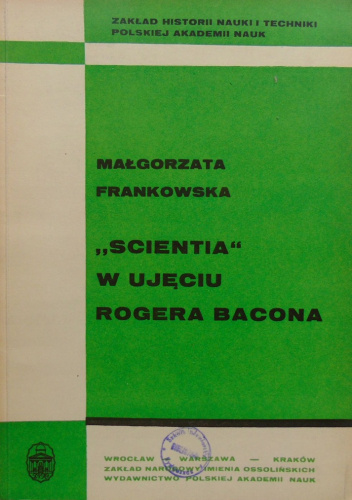 ZAKŁAD HISTORII NAUKI I TECHNIKI
POLSKIEJ AKADEMII NAUK
MAŁGORZATA
FRANKOWSKA
„SCIENTIA“
W UJĘCIU
ROGERA BACONA
WROCŁAW — WARSZAWA — KRAKÓW
ZAKŁAD NARODOWY IMIENIA OSSOLIŃSKICH
WYDAWNICTWO POLSKIEJ AKADEMII NAUK